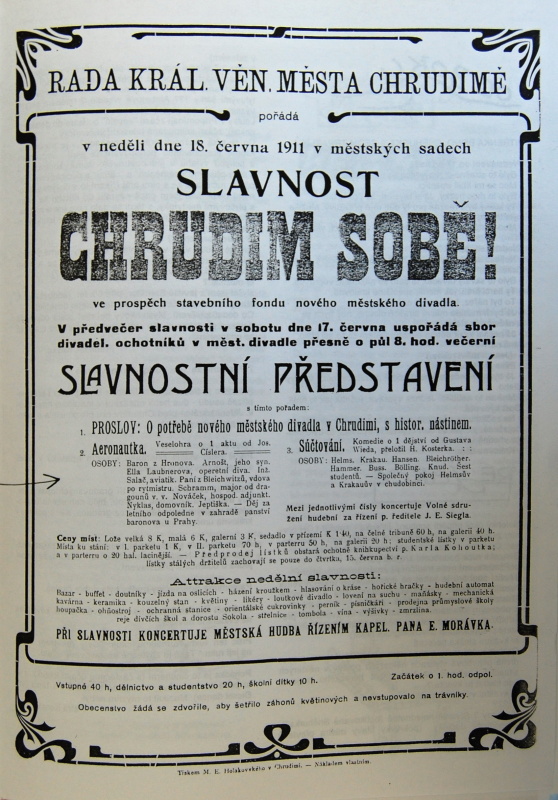 RADA KRÁL. VĚN. MĚSTA CHRUDIMĚ
pořádá
v neděli dne 18. června 1911 v městských sadech
SLAVNOST
CHRUDIM SOBĚ!
ve prospěch stavebního fondu nového městského divadla.
V předvečer slavnosti v sobotu dne 17. června uspořádá sbor
divadel. ochotníků v měst. divadle přesně o půl 8. hod. večerní
SLAVNOSTNÍ PŘEDSTAVENÍ
s tímto pořadem:
1. PROSLOV: O potřebě nového městského divadla v Chrudimi, s histor. nástinem.
2. Aeronautka. Veselohra o 1 aktu od Jos. Císlera.
OSOBY: Baron z Hronova. Arnošt, jeho syn.
Ella Laubnerova, operetní díva. Inf.
Salač, aviatik. Paní z Bleichwitzů, vdova
po rytmistru. Schramm, major od dra-
gounů v. v. Nováček, hospod. adjunkt.
Nyklas, domovník. Jeptiška. — Děj za
letního odpoledne v zahradě panství
baronova u Prahy.
3. Súčtování. Komedie o 1 dějství od Gustava Wieda, přeložil H. Kosterka. : :
OSOBY: Helms. Krakau. Hansen. Bleichröther.
Hammer. Buss. Bölling. Knud. Šest
studentů. — Společný pokoj Helmsův
a Krakauův v chudobinci.
Mezi jednotlivými čísly koncertuje Volné sdru-
žení hudební za řízení p. ředitele J. E. Siegla.
Ceny míst: Lože velká 8 K, malá 6 K, galerní 3 K, sedadlo v přízemí K 1·40, na čelné tribuně 60 h, na galerii 40 h.
Místa ku stání: v I. parketu 1 K, v II. parketu 70 h, v parterru 50 h, na galerii 20 h; studentské lístky v parketu
a v parterru o 20 hal. lacinější. — Předprodej lístků obstará ochotně knihkupectví p. Karla Kohoutka;
lístky stálých držitelů zachovají se pouze do čtvrtka, 15. června b. r.
Attrakce nedělní slavnosti:
Bazar - buffet - doutníky - jízda na oslicích - házení kroutkem - hlasování o kráse - hořické hračky - hudební automat
kavárna - keramika - kouzelný stan - květiny - likéry - loutkové divadlo - lovení na suchu - maňásky - mechanická
houpačka - ohňostroj - ochranná stanice - orientálské cukrovinky - perník - písničkáři - prodejna průmyslové školy
reje dívčích škol a dorostu Sokola - střelnice - tombola - vína - výšivky - zmrzlina.
PŘI SLAVNOSTI KONCERTUJE MĚSTSKÁ HUDBA ŘÍZENÍM KAPEL. PANA E. MORÁVKA.
Vstupné 40 h, dělnictvo a studentstvo 20 h, školní dítky 10 h.
Začátek o 1. hod. odpol.
Obecenstvo žádá se zdvořile, aby šetřilo záhonů květinových a nevstupovalo na trávníky.
Tiskem M. E. Holakovského v Chrudimi. — Nákladem vlastním.